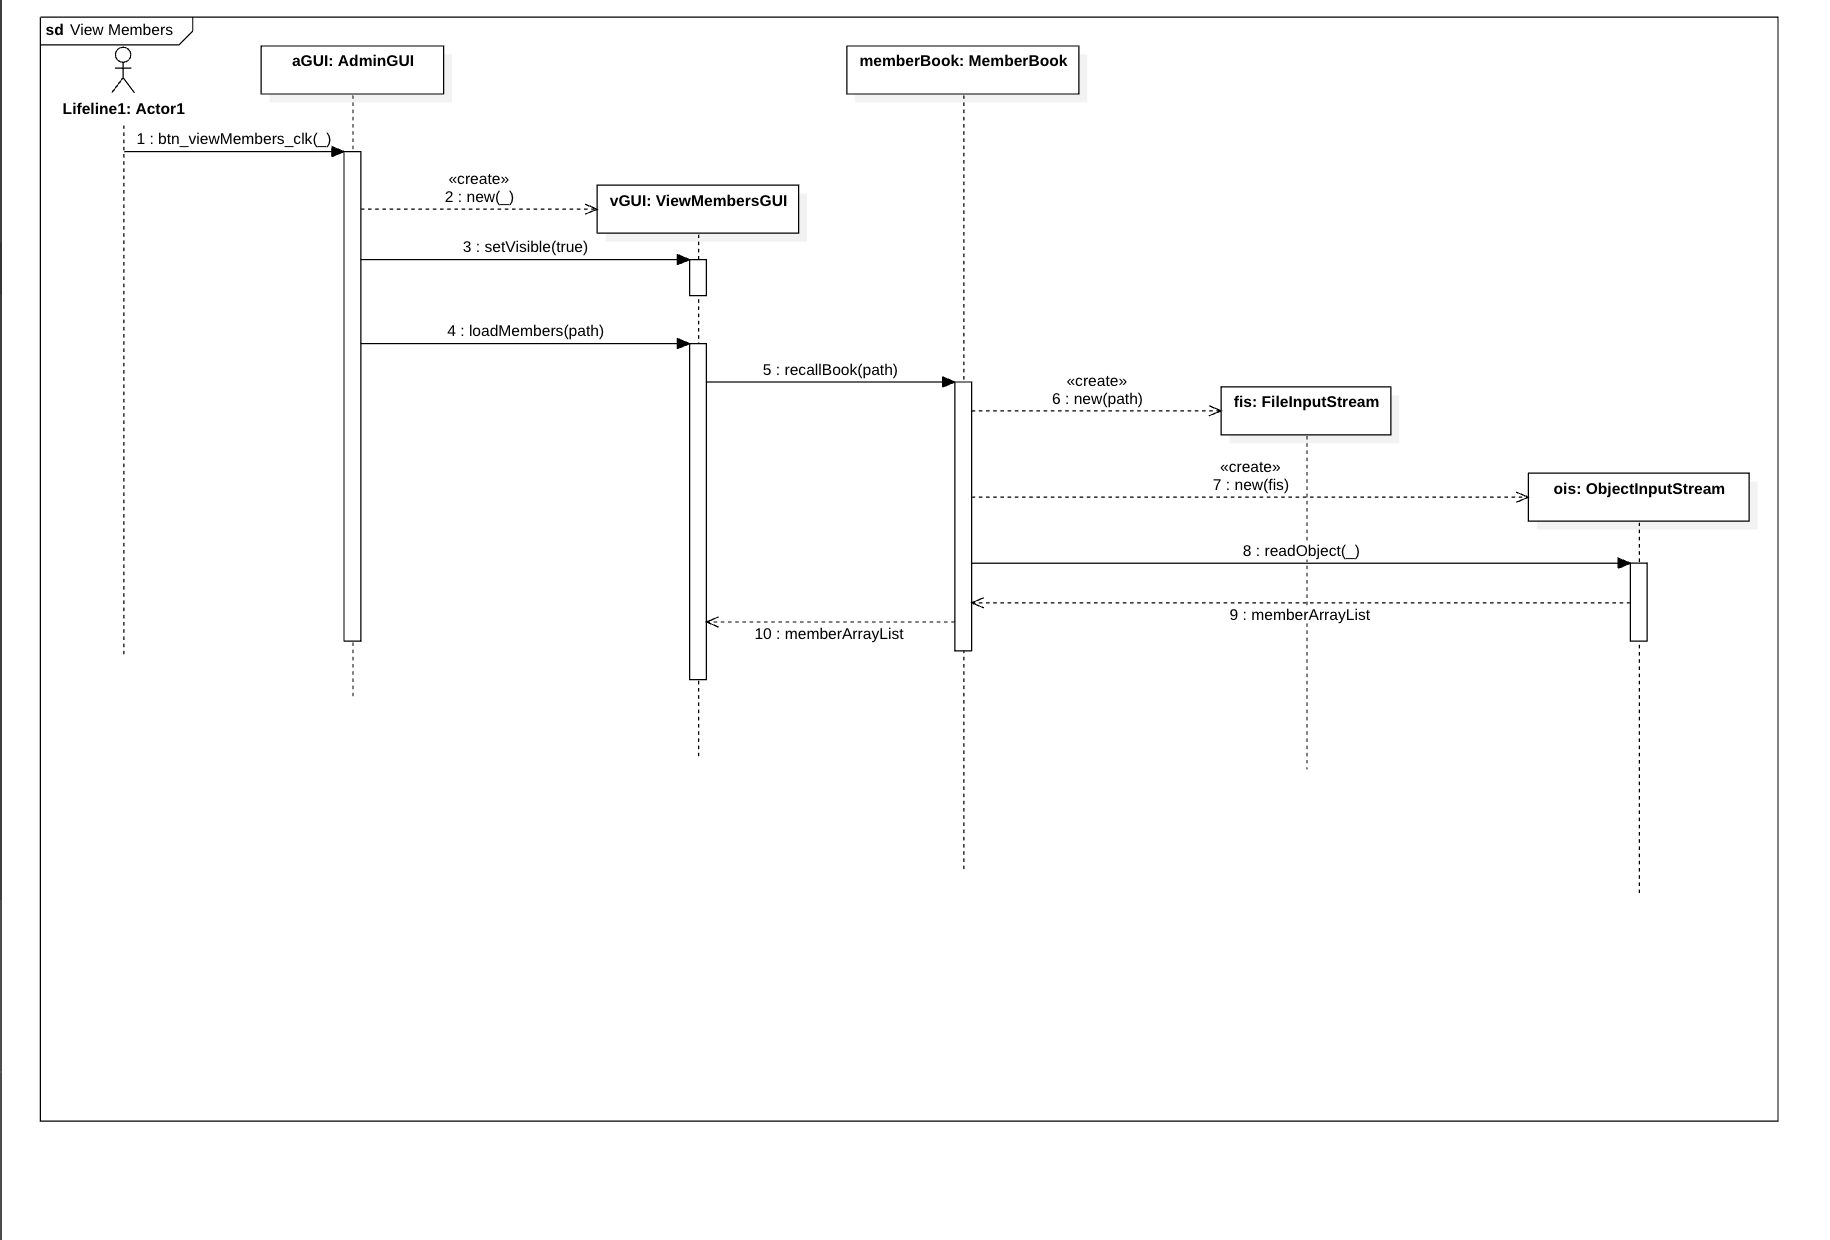 sd View Members
aGUI: AdminGUI
memberBook: MemberBook
Lifeline1: Actor1
1 : btn_viewMembers_clk(_)
«create»
2 : new(_)
vGUI: ViewMembersGUI
3 : setVisible(true)
4 : loadMembers(path)
5 : recallBook(path)
«create»
6 : new(path)
fis: FileInputStream
«create»
7 : new(fis)
ois: ObjectInputStream
8 : readObject(_)
9 : memberArrayList
10 : memberArrayList